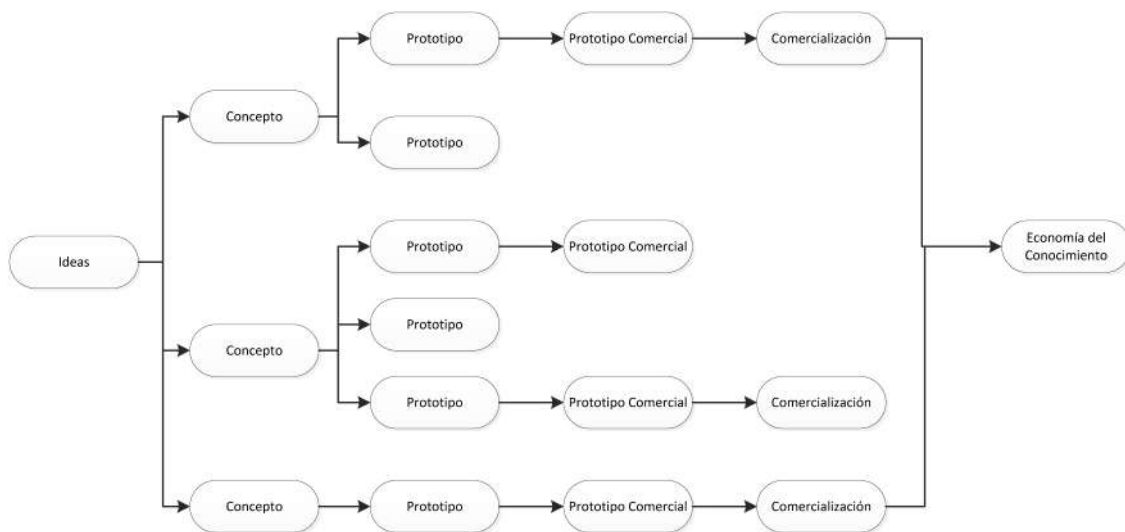 Prototipo
Prototipo Comercial
Comercialización
Concepto
Prototipo
Prototipo
Prototipo Comercial
Economía del
Conocimiento
Ideas
Prototipo
Concepto
Prototipo
Prototipo Comercial
Comercialización
Concepto
Prototipo
Prototipo Comercial
Comercialización